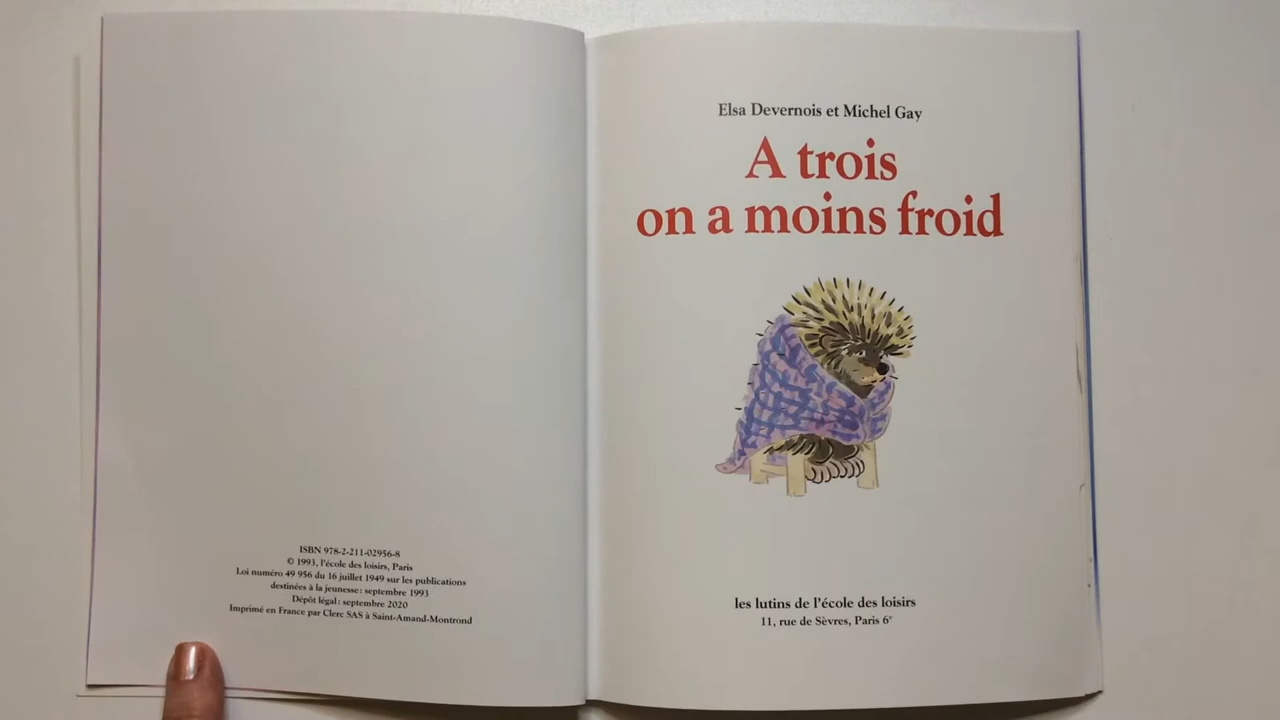 ISBN 978-2-211-02956-8
© 1993, l'école des loisirs, Paris
Loi numéro 49 956 du 16 juillet 1949 sur les publications
destinées à la jeunesse : septembre 1993
Dépôt légal : septembre 2020
Imprimé en France par Clerc SAS à Saint-Amand-Montrond
Elsa Devernois et Michel Gay
A trois
on a moins froid
les lutins de l'école des loisirs
11, rue de Sèvres, Paris 6e